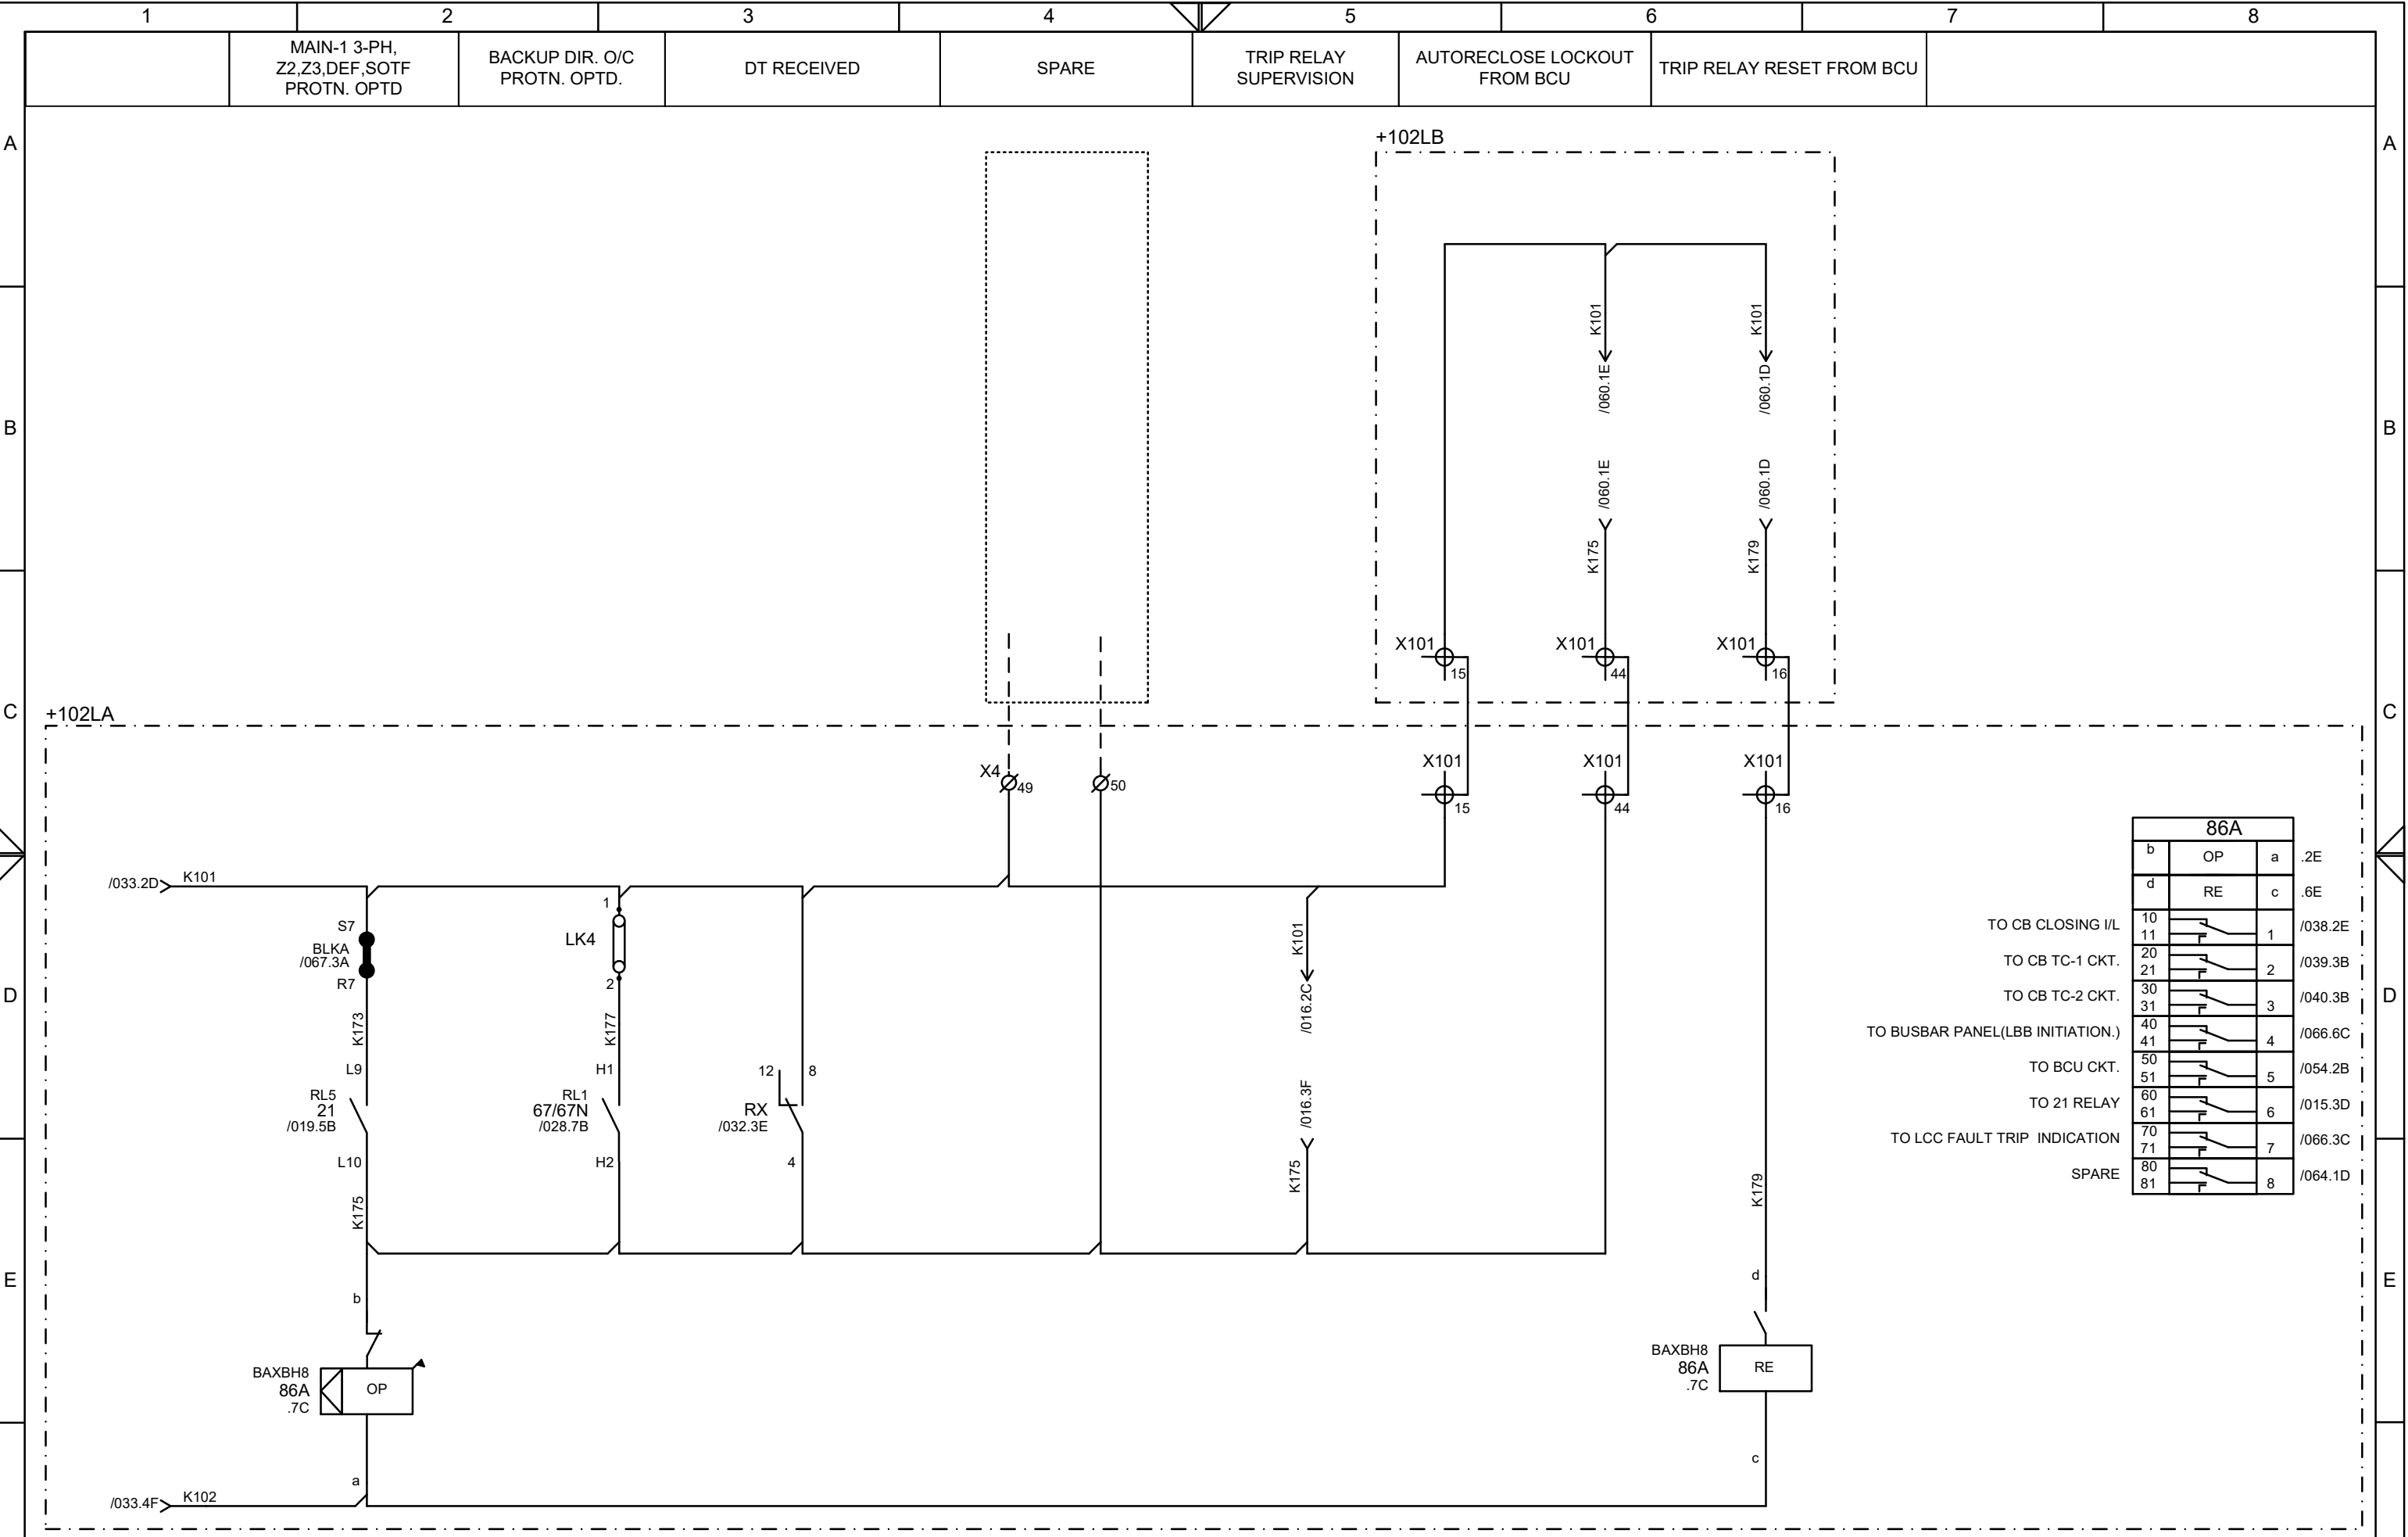 1 2 3 4 5 6 7 8
MAIN-1 3-PH,
Z2,Z3,DEF,SOTF
PROTN. OPTD
BACKUP DIR. O/C
PROTN. OPTD.
DT RECEIVED
SPARE
TRIP RELAY
SUPERVISION
AUTORECLOSE LOCKOUT
FROM BCU
TRIP RELAY RESET FROM BCU
A A
+102LB
K101 K101
/060.1E /060.1D
B B
/060.1E /060.1D
K175 K179
X101 15 X101 44 X101 16
C C
+102LA
X4 49 50
X101 15 X101 44 X101 16
/033.2D K101
S7
BLKA
/067.3A
R7
K173
L9
RL5
21
/019.5B
L10
K175
1
LK4
2
K177
H1
RL1
67/67N
/028.7B
H2
12 8
RX
/032.3E
4
K101
/016.2C
/016.3F
K175
K179
D D
86A
b OP a .2E
d RE c .6E
TO CB CLOSING I/L 10 11 1 /038.2E
TO CB TC-1 CKT. 20 21 2 /039.3B
TO CB TC-2 CKT. 30 31 3 /040.3B
TO BUSBAR PANEL(LBB INITIATION.) 40 41 4 /066.6C
TO BCU CKT. 50 51 5 /054.2B
TO 21 RELAY 60 61 6 /015.3D
TO LCC FAULT TRIP INDICATION 70 71 7 /066.3C
SPARE 80 81 8 /064.1D
E E
b
BAXBH8
86A
.7C
OP
a
d
BAXBH8
86A
.7C
RE
c
/033.4F K102